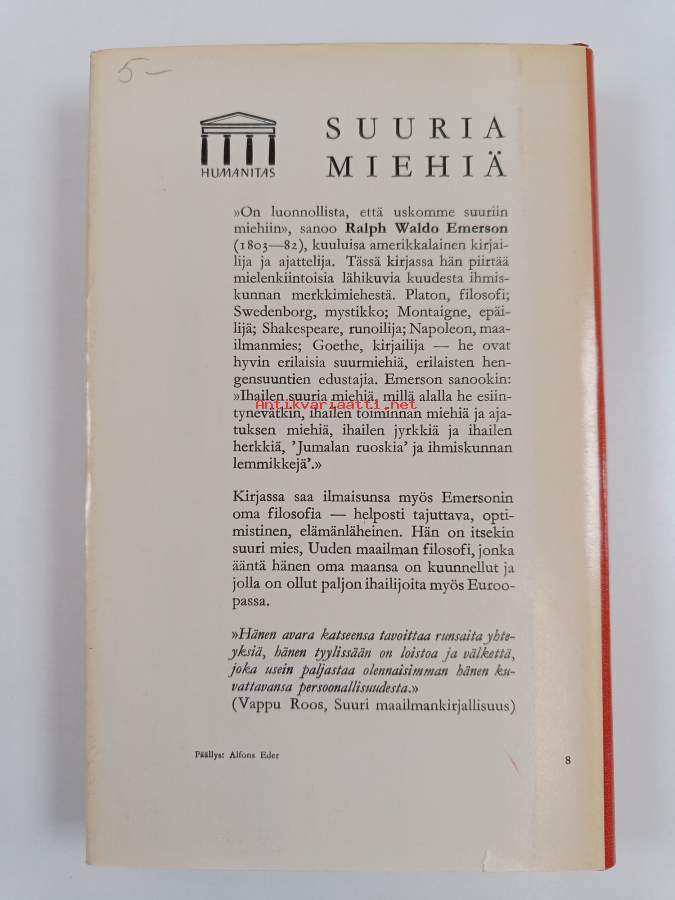 5-
HUMANITAS
SUURIA
MIEHIÄ
»On luonnollista, että uskomme suuriin
miehiin», sanoo Ralph Waldo Emerson
(1803—82), kuuluisa amerikkalainen kirjai-
lija ja ajattelija. Tässä kirjassa hän piirtää
mielenkiintoisia lähikuvia kuudesta ihmis-
kunnan merkkimiehestä. Platon, filosofi;
Swedenborg, mystikko; Montaigne, epäi-
lijä; Shakespeare, runoilija; Napoleon, maa-
ilmanmies; Goethe, kirjailija — he ovat
hyvin erilaisia suurmiehiä, erilaisten hen-
gensuuntien edustajia. Emerson sanookin:
»Ihailen suuria miehiä, millä alalla he esiin-
Antikvariaatti.net
tynevätkin, ihailen toiminnan miehiä ja aja-
tuksen miehiä, ihailen jyrkkiä ja ihailen
herkkiä, 'Jumalan ruoskia' ja ihmiskunnan
lemmikkejä'.»
Kirjassa saa ilmaisunsa myös Emersonin
oma filosofia — helposti tajuttava, opti-
mistinen, elämänläheinen. Hän on itsekin
suuri mies, Uuden maailman filosofi, jonka
ääntä hänen oma maansa on kuunnellut ja
jolla on ollut paljon ihailijoita myös Euroo-
passa.
»Hänen avara katseensa tavoittaa runsaita yhte-
yksiä, hänen tyylissään on loistoa ja välkettä,
joka usein paljastaa olennaisimman hänen ku-
vattavansa persoonallisuudesta.»
(Vappu Roos, Suuri maailmankirjallisuus)
Päällys: Alfons Eder
8